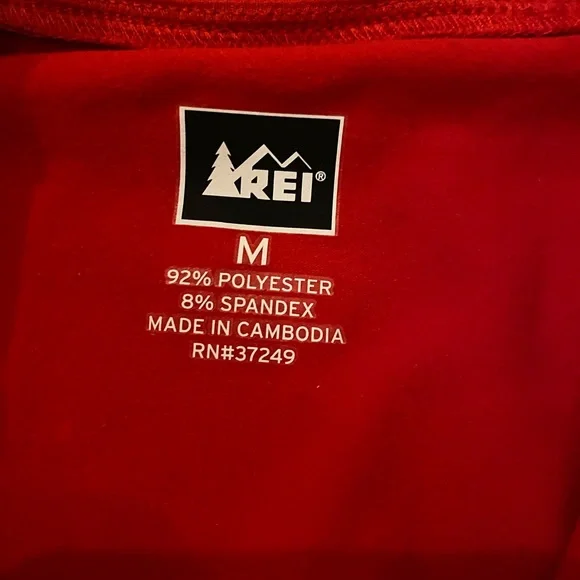 REI®
M
92% POLYESTER
8% SPANDEX
MADE IN CAMBODIA
RN#37249